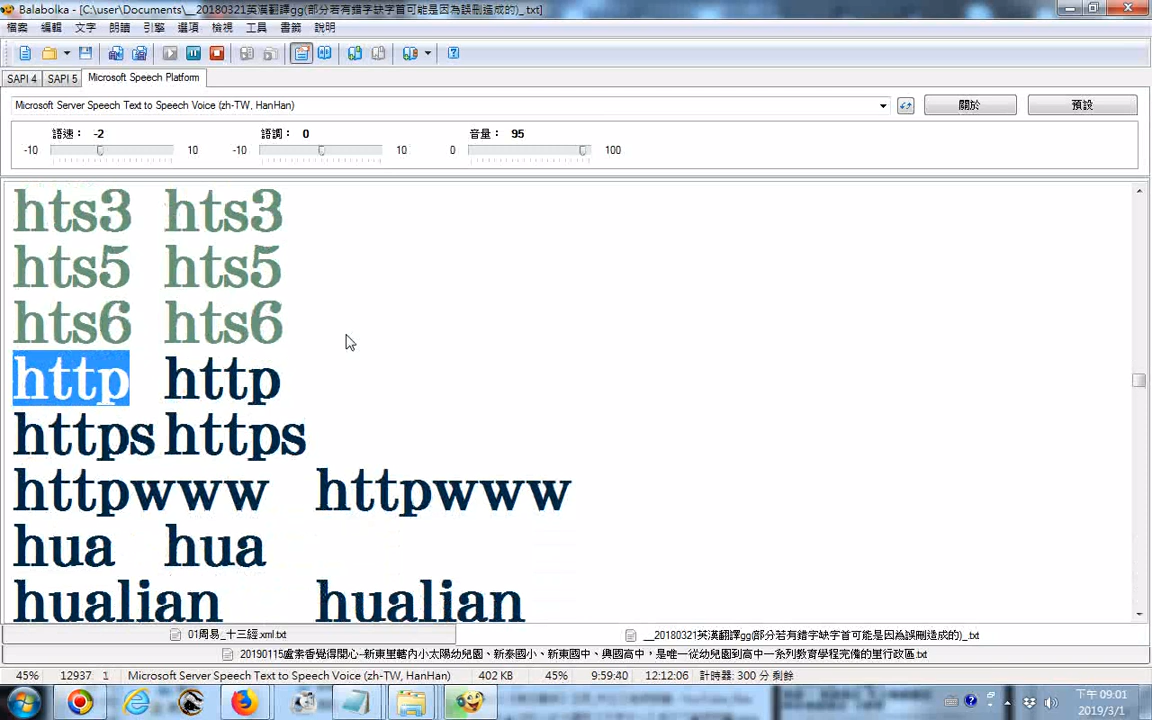 Balabolka - [C:\user\Documents\__20180321英漢翻譯gg(部分若有錯字缺字首可能是因為誤刪造成的)_.txt]
檔案 編輯 文字 朗讀 引擎 選項 檢視 工具 書籤 說明
SAPI 4 SAPI 5 Microsoft Speech Platform
Microsoft Server Speech Text to Speech Voice (zh-TW, HanHan) 關於 預設
語速： -2 語調： 0 音量： 95
-10 10 -10 10 0 100
hts3 hts3
hts5 hts5
hts6 hts6
http http
https https
httpwww httpwww
hua hua
hualian hualian
01周易_十三經.xml.txt __20180321英漢翻譯gg(部分若有錯字缺字首可能是因為誤刪造成的)_.txt
20190115盧素香覺得開心-新東里轄內小太陽幼兒園、新泰國小、新東國中、興國高中，是唯一從幼兒園到高中一系列教育學程完備的里行政區.txt
45% 12937 1 Microsoft Server Speech Text to Speech Voice (zh-TW, HanHan) 402 KB 45% 9:59:40 12:12:06 計時器: 300 分 剩餘
下午 09:01
2019/3/1